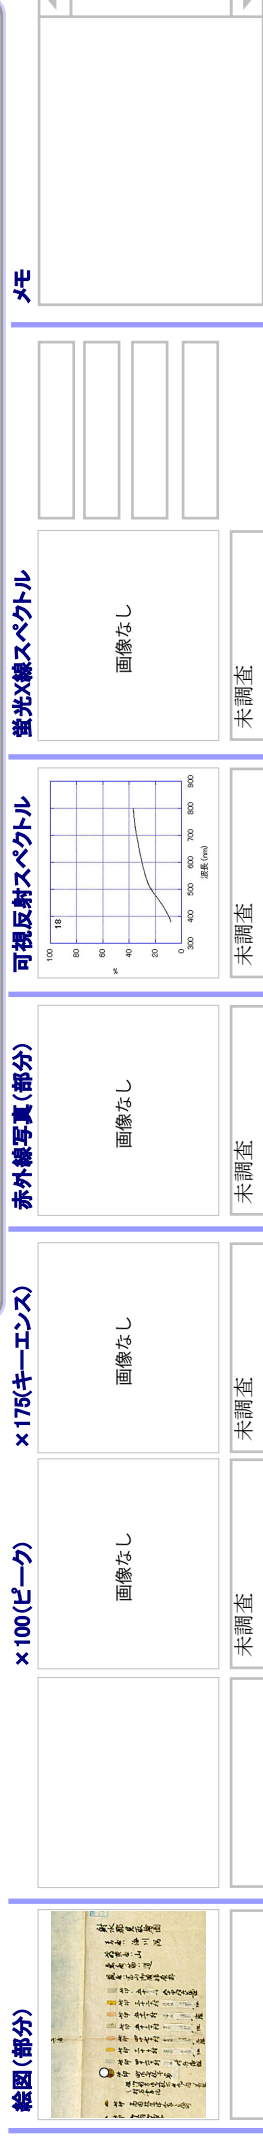 絵図(部分)
×100(ピーク)
画像なし
未調査
×175(キーエンス)
画像なし
未調査
赤外線写真(部分)
画像なし
未調査
可視反射スペクトル
18
100
80
60
40
20
0
%
300 400 500 600 700 800 900
波長(nm)
未調査
蛍光X線スペクトル
画像なし
未調査
メモ